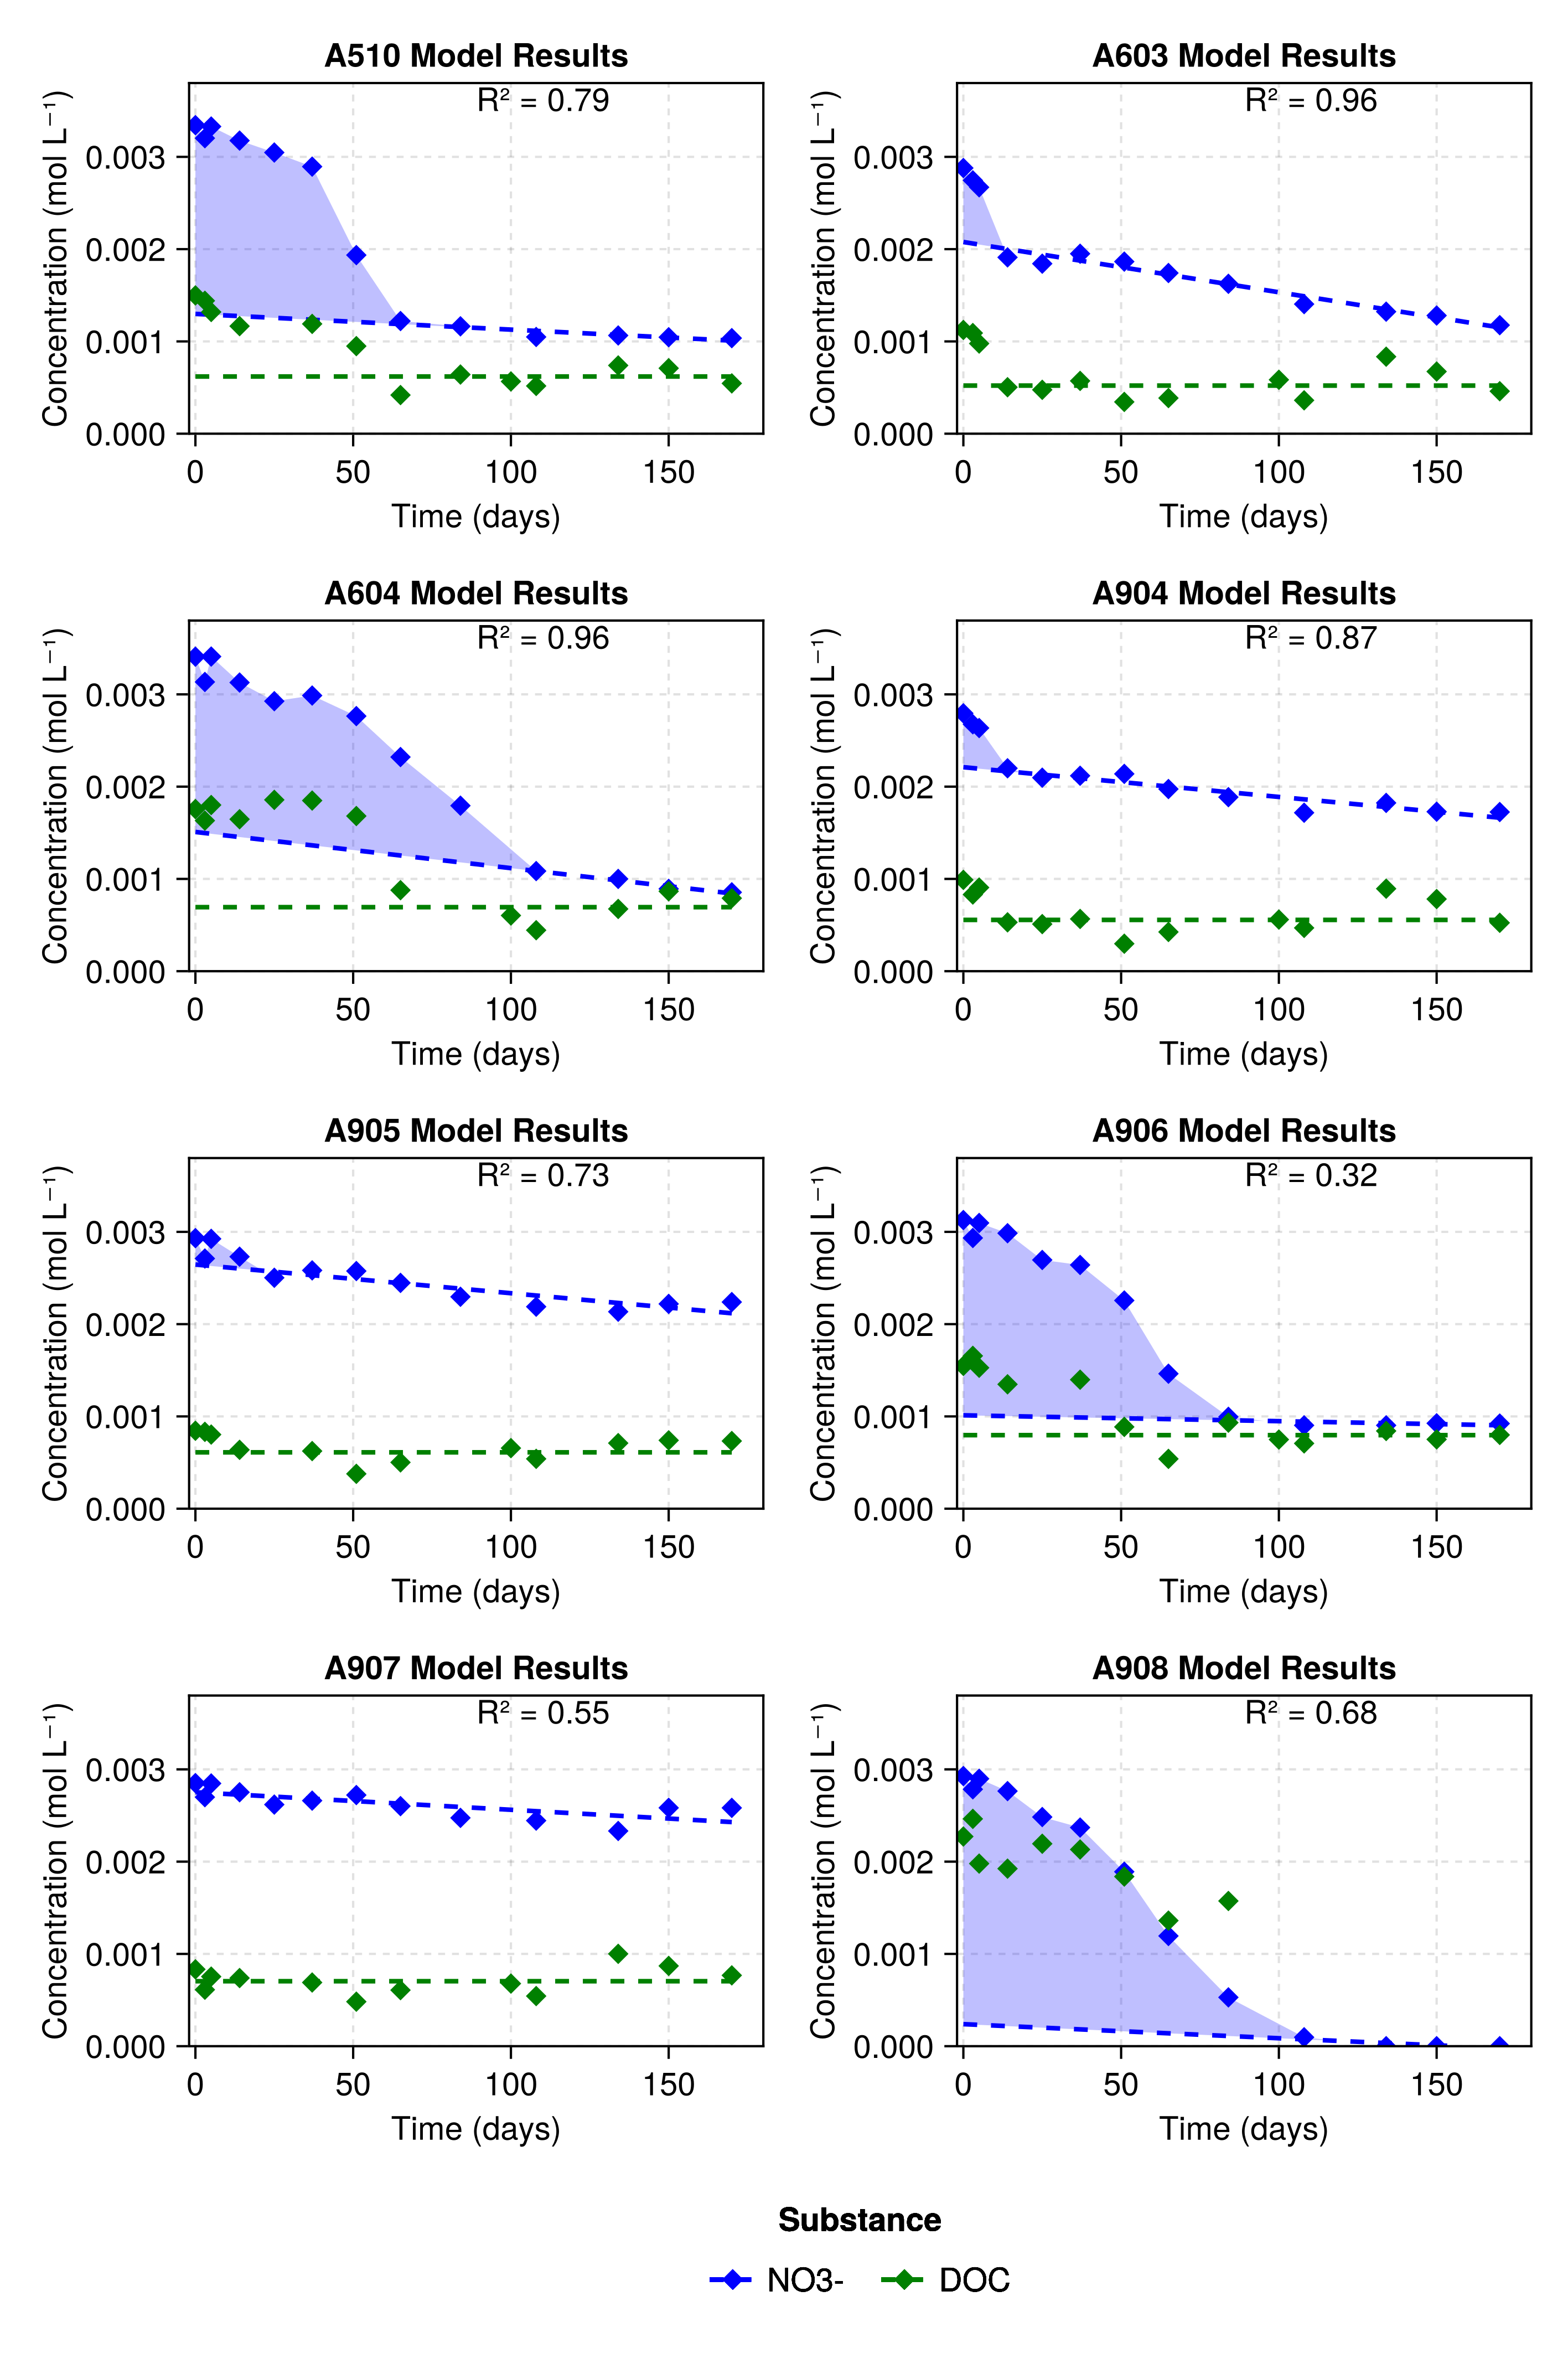 A510 Model Results
R² = 0.79
Concentration (mol L⁻¹)
0.003
0.002
0.001
0.000
0 50 100 150
Time (days)
A603 Model Results
R² = 0.96
Concentration (mol L⁻¹)
0.003
0.002
0.001
0.000
0 50 100 150
Time (days)
A604 Model Results
R² = 0.96
Concentration (mol L⁻¹)
0.003
0.002
0.001
0.000
0 50 100 150
Time (days)
A904 Model Results
R² = 0.87
Concentration (mol L⁻¹)
0.003
0.002
0.001
0.000
0 50 100 150
Time (days)
A905 Model Results
R² = 0.73
Concentration (mol L⁻¹)
0.003
0.002
0.001
0.000
0 50 100 150
Time (days)
A906 Model Results
R² = 0.32
Concentration (mol L⁻¹)
0.003
0.002
0.001
0.000
0 50 100 150
Time (days)
A907 Model Results
R² = 0.55
Concentration (mol L⁻¹)
0.003
0.002
0.001
0.000
0 50 100 150
Time (days)
A908 Model Results
R² = 0.68
Concentration (mol L⁻¹)
0.003
0.002
0.001
0.000
0 50 100 150
Time (days)
Substance
NO3- DOC